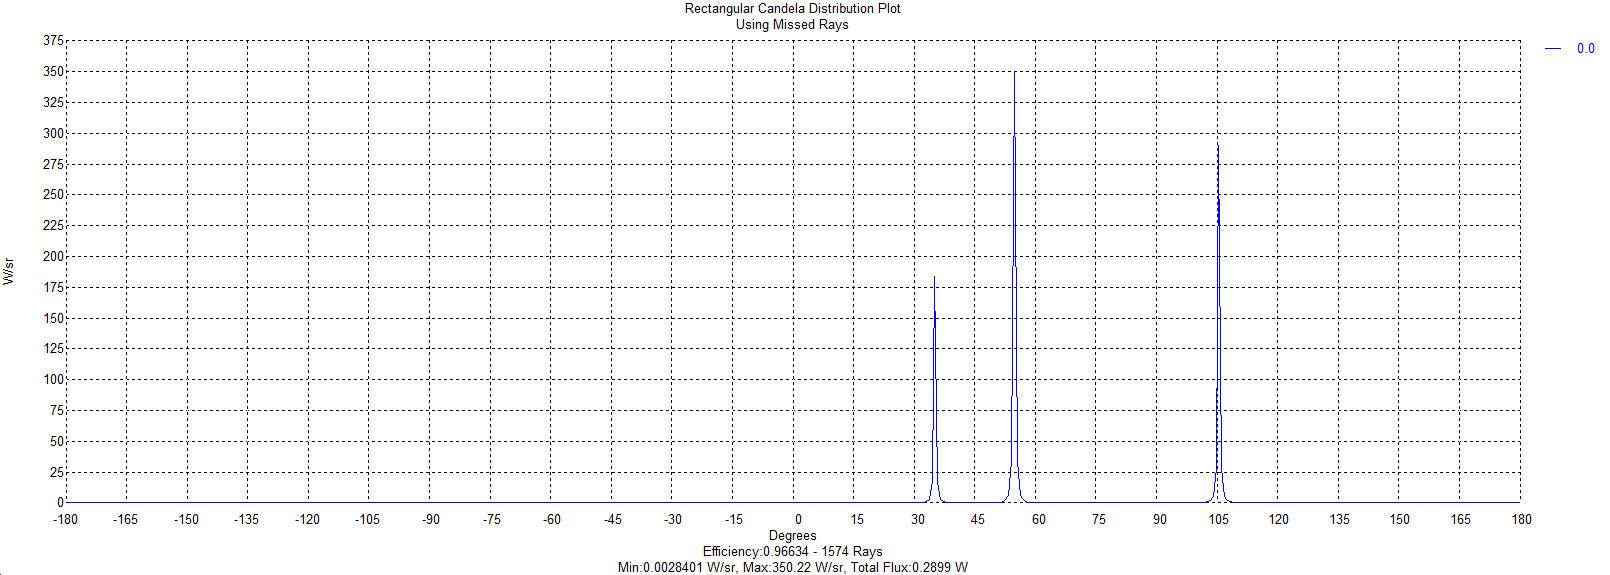 Rectangular Candela Distribution Plot
Using Missed Rays
0.0
375
350
325
300
275
250
225
200
175
150
125
100
75
50
25
0
W/sr
-180 -165 -150 -135 -120 -105 -90 -75 -60 -45 -30 -15 0 15 30 45 60 75 90 105 120 135 150 165 180
Degrees
Efficiency:0.96634 - 1574 Rays
Min:0.0028401 W/sr, Max:350.22 W/sr, Total Flux:0.2899 W